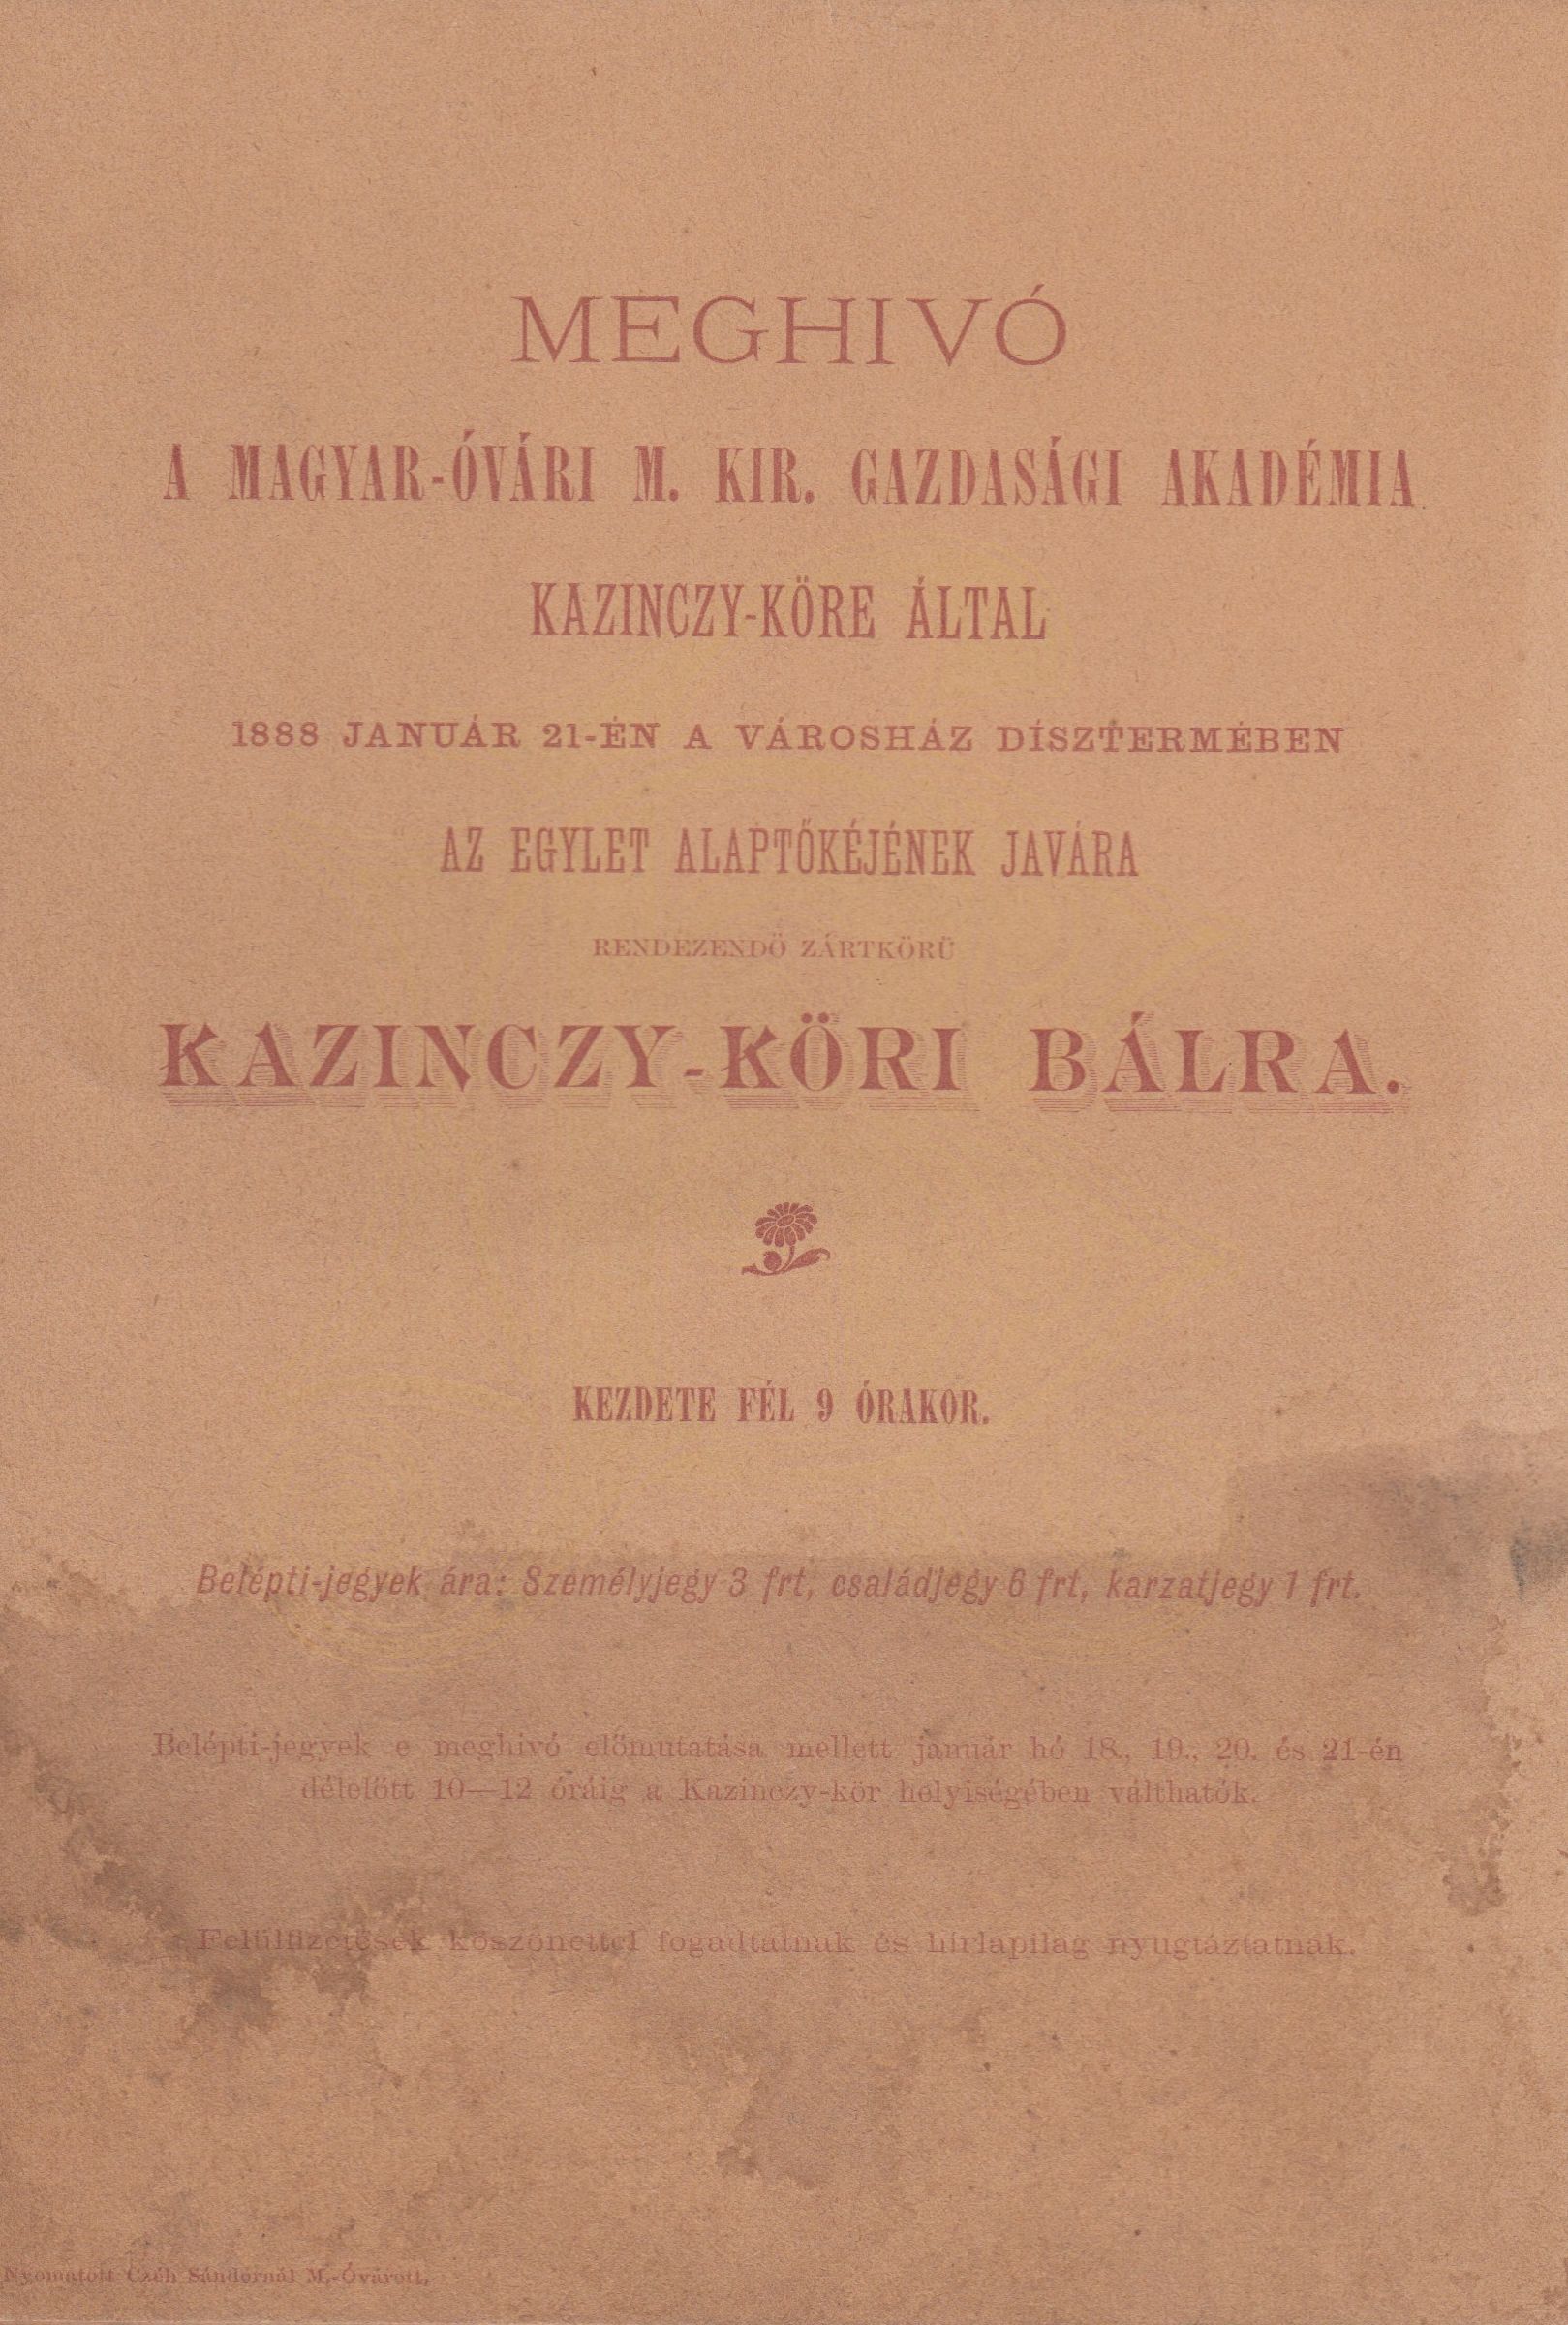 MEGHIVÓ
A MAGYAR-ÓVÁRI M. KIR. GAZDASÁGI AKADÉMIA
KAZINCZY-KÖRE ÁLTAL
1888 JANUÁR 21-ÉN A VÁROSHÁZ DÍSZTERMÉBEN
AZ EGYLET ALAPTŐKÉJÉNEK JAVÁRA
RENDEZENDŐ ZÁRTKÖRÜ
KAZINCZY-KÖRI BÁLRA.
KEZDETE FÉL 9 ÓRAKOR.
Belépti-jegyek ára: Személyjegy 3 frt, családjegy 6 frt, karzatjegy 1 frt.
Belépti-jegyek e meghivó előmutatása mellett január hó 18., 19., 20. és 21-én
délelőtt 10—12 óráig a Kazinczy-kör helyiségében válthatók.
Felülfizetések köszönettel fogadtatnak és hírlapilag nyugtáztatnak.
Nyomatott Czéh Sándornál M.-Óvárott.